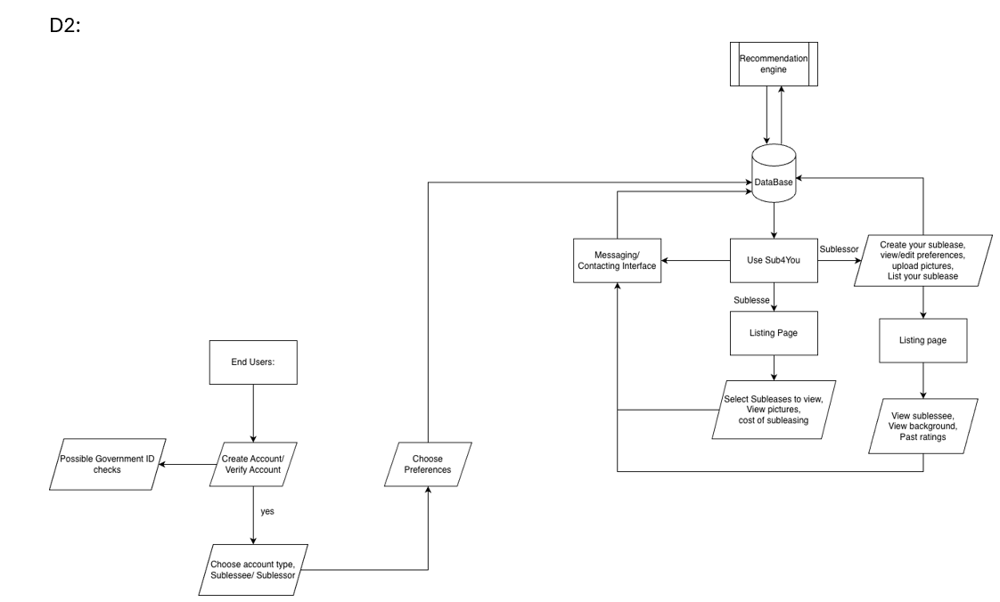 D2:
Recommendation
engine
DataBase
Messaging/
Contacting Interface
Use Sub4You
Sublessor
Create your sublease,
view/edit preferences,
upload pictures,
List your sublease
Sublesse
Listing Page
Listing page
End Users:
Select Subleases to view,
View pictures,
cost of subleasing
View sublessee,
View background,
Past ratings
Possible Government ID
checks
Create Account/
Verify Account
Choose
Preferences
yes
Choose account type,
Sublessee/ Sublessor